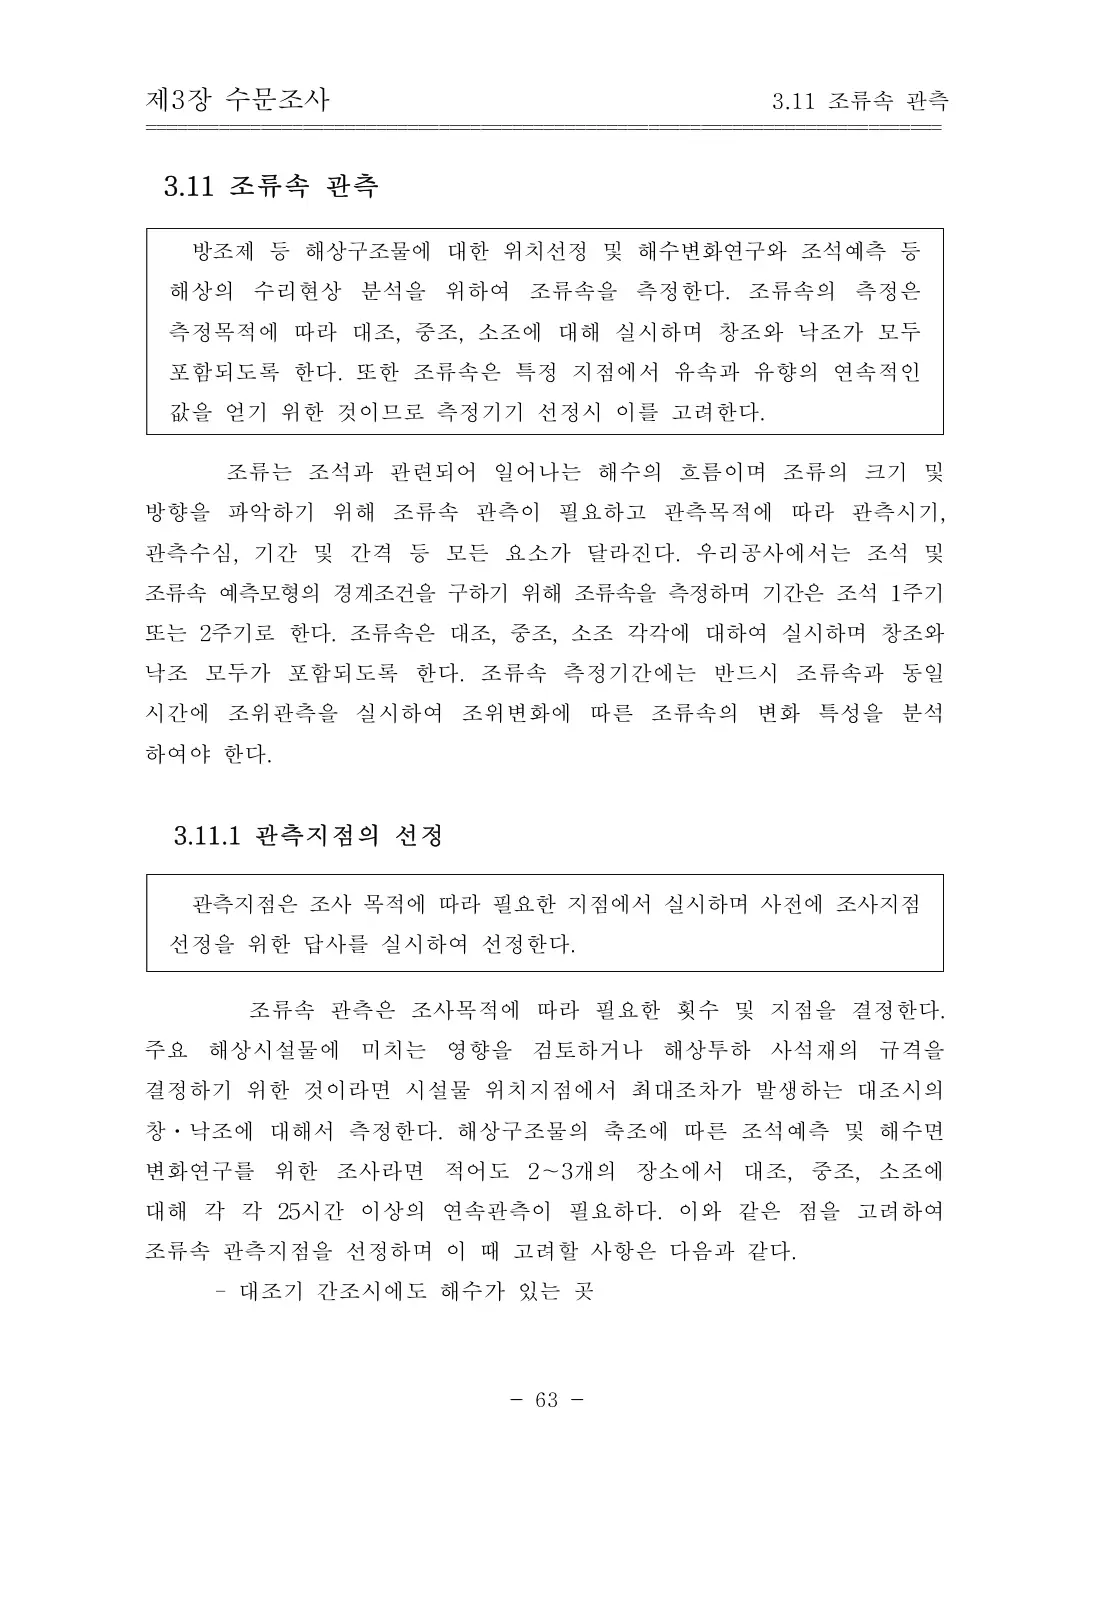 제3장 수문조사 3.11 조류속 관측
3.11 조류속 관측
방조제 등 해상구조물에 대한 위치선정 및 해수변화연구와 조석예측 등
해상의 수리현상 분석을 위하여 조류속을 측정한다. 조류속의 측정은
측정목적에 따라 대조, 중조, 소조에 대해 실시하며 창조와 낙조가 모두
포함되도록 한다. 또한 조류속은 특정 지점에서 유속과 유향의 연속적인
값을 얻기 위한 것이므로 측정기기 선정시 이를 고려한다.
조류는 조석과 관련되어 일어나는 해수의 흐름이며 조류의 크기 및
방향을 파악하기 위해 조류속 관측이 필요하고 관측목적에 따라 관측시기,
관측수심, 기간 및 간격 등 모든 요소가 달라진다. 우리공사에서는 조석 및
조류속 예측모형의 경계조건을 구하기 위해 조류속을 측정하며 기간은 조석 1주기
또는 2주기로 한다. 조류속은 대조, 중조, 소조 각각에 대하여 실시하며 창조와
낙조 모두가 포함되도록 한다. 조류속 측정기간에는 반드시 조류속과 동일
시간에 조위관측을 실시하여 조위변화에 따른 조류속의 변화 특성을 분석
하여야 한다.
3.11.1 관측지점의 선정
관측지점은 조사 목적에 따라 필요한 지점에서 실시하며 사전에 조사지점
선정을 위한 답사를 실시하여 선정한다.
조류속 관측은 조사목적에 따라 필요한 횟수 및 지점을 결정한다.
주요 해상시설물에 미치는 영향을 검토하거나 해상투하 사석재의 규격을
결정하기 위한 것이라면 시설물 위치지점에서 최대조차가 발생하는 대조시의
창·낙조에 대해서 측정한다. 해상구조물의 축조에 따른 조석예측 및 해수면
변화연구를 위한 조사라면 적어도 2~3개의 장소에서 대조, 중조, 소조에
대해 각 각 25시간 이상의 연속관측이 필요하다. 이와 같은 점을 고려하여
조류속 관측지점을 선정하며 이 때 고려할 사항은 다음과 같다.
- 대조기 간조시에도 해수가 있는 곳
- 63 -